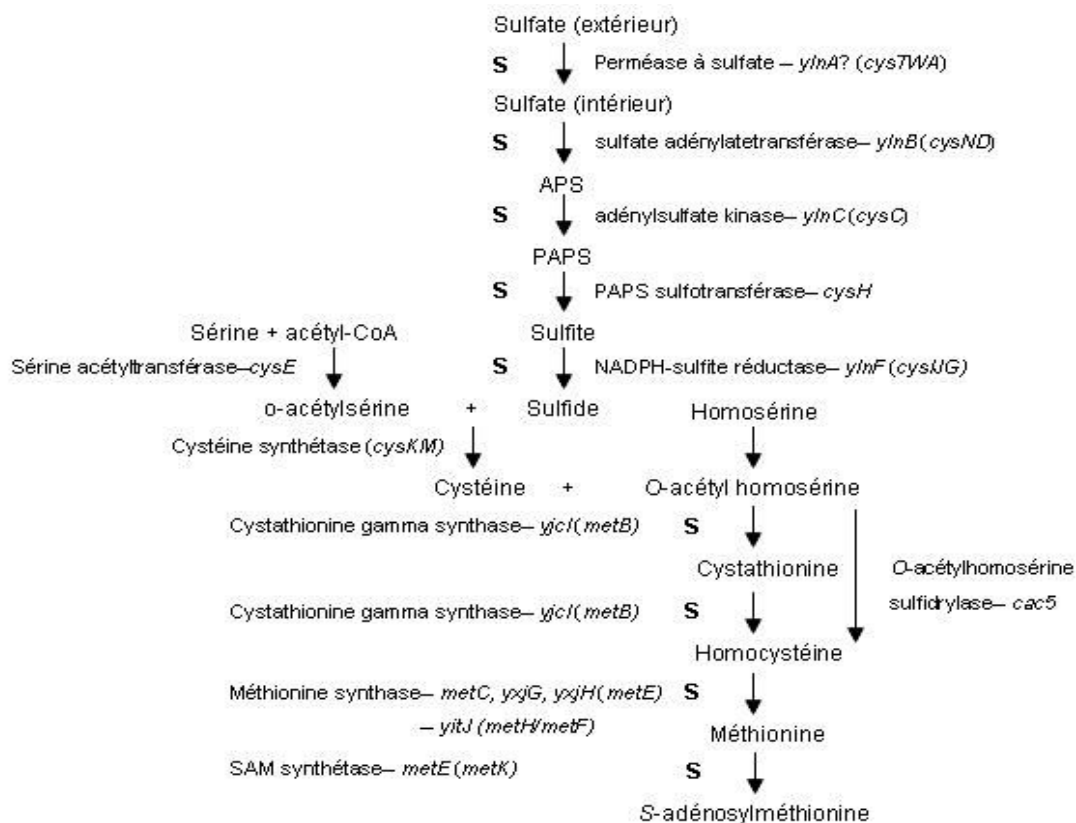 Sulfate (extérieur)
S Perméase à sulfate – ylnA? (cysTWA)
Sulfate (intérieur)
S sulfate adénylatetransférase– ylnB(cysND)
APS
S adénylsulfate kinase– ylnC(cysC)
PAPS
S PAPS sulfotransférase– cysH
Sérine + acétyl-CoA Sulfite
Sérine acétyltransférase–cysE S NADPH-sulfite réductase– ylnF(cysIJG)
o-acétylsérine + Sulfide Homosérine
Cystéine synthétase (cysKM)
Cystéine + O-acétyl homosérine
Cystathionine gamma synthase– yjcI(metB) S
Cystathionine O-acétylhomosérine
sulfidrylase– cac5
Cystathionine gamma synthase– yjcI(metB) S
Homocystéine
Méthionine synthase– metC, yxjG, yxjH(metE) S
– yitJ (metH/metF) Méthionine
SAM synthétase– metE(metK) S
S-adénosylméthionine